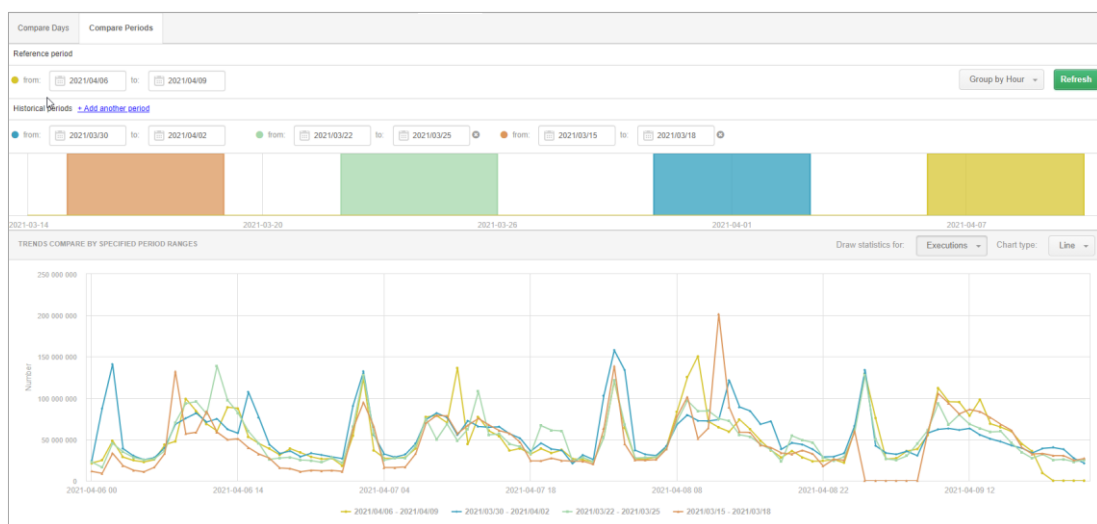 Compare Days Compare Periods
Reference period
from: 2021/04/06 to: 2021/04/09 Group by Hour Refresh
Historical periods + Add another period
from: 2021/03/30 to: 2021/04/02 from: 2021/03/22 to: 2021/03/25 from: 2021/03/15 to: 2021/03/18
2021-03-14 2021-03-20 2021-03-26 2021-04-01 2021-04-07
TRENDS COMPARE BY SPECIFIED PERIOD RANGES Draw statistics for: Executions Chart type: Line
250 000 000
200 000 000
150 000 000
Number
100 000 000
50 000 000
0
2021-04-06 00 2021-04-06 14 2021-04-07 04 2021-04-07 18 2021-04-08 08 2021-04-08 22 2021-04-09 12
2021/04/06 - 2021/04/09 2021/03/30 - 2021/04/02 2021/03/22 - 2021/03/25 2021/03/15 - 2021/03/18